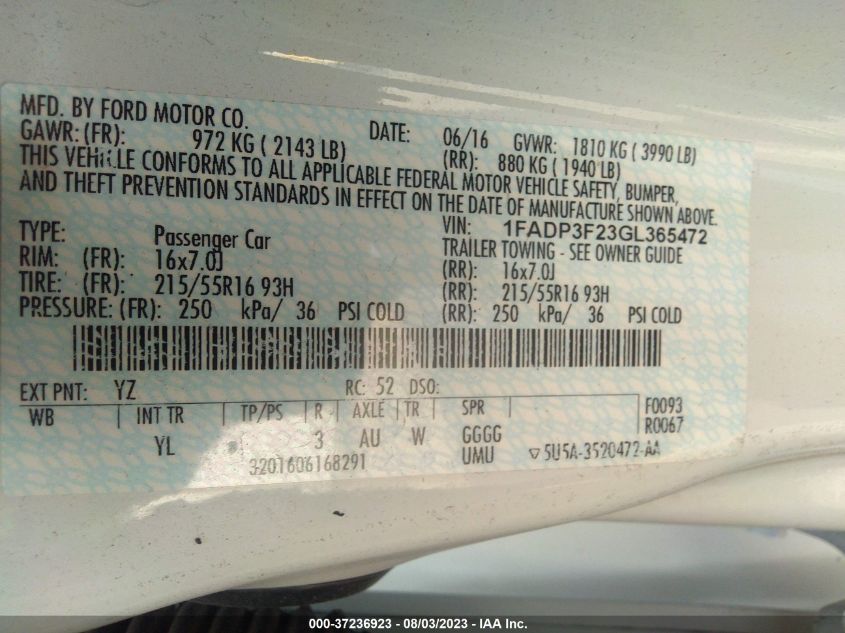 MFD. BY FORD MOTOR CO. DATE: 06/16 GVWR: 1810 KG ( 3990 LB)
GAWR: (FR): 972 KG ( 2143 LB) (RR): 880 KG ( 1940 LB)
THIS VEHICLE CONFORMS TO ALL APPLICABLE FEDERAL MOTOR VEHICLE SAFETY, BUMPER,
AND THEFT PREVENTION STANDARDS IN EFFECT ON THE DATE OF MANUFACTURE SHOWN ABOVE.
VIN: 1FADP3F23GL365472
TYPE: Passenger Car TRAILER TOWING - SEE OWNER GUIDE
RIM: (FR): 16x7.0J (RR): 16x7.0J
TIRE: (FR): 215/55R16 93H (RR): 215/55R16 93H
PRESSURE: (FR): 250 kPa/ 36 PSI COLD (RR): 250 kPa/ 36 PSI COLD
EXT PNT: YZ RC: 52 DSO:
WB INT TR TP/PS R AXLE TR SPR F0093
R0067
YL 3 AU W GGGG
UMU
3201606168291
▽ 5U5A-3520472-AA
000-37236923 - 08/03/2023 - IAA Inc.